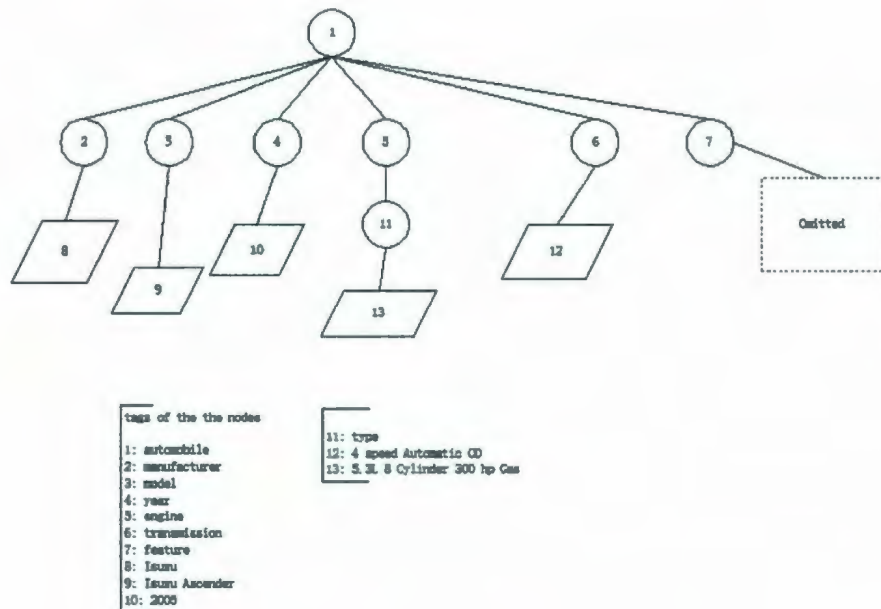 1
2 3 4 5 6 7
11 Omitted
8 10 12
9
13
tags of the the nodes
1: automobile
2: manufacturer
3: model
4: year
5: engine
6: transmission
7: feature
8: Isuzu
9: Isuzu Ascender
10: 2005
11: type
12: 4 speed Automatic OD
13: 5.3L 8 Cylinder 300 hp Gas